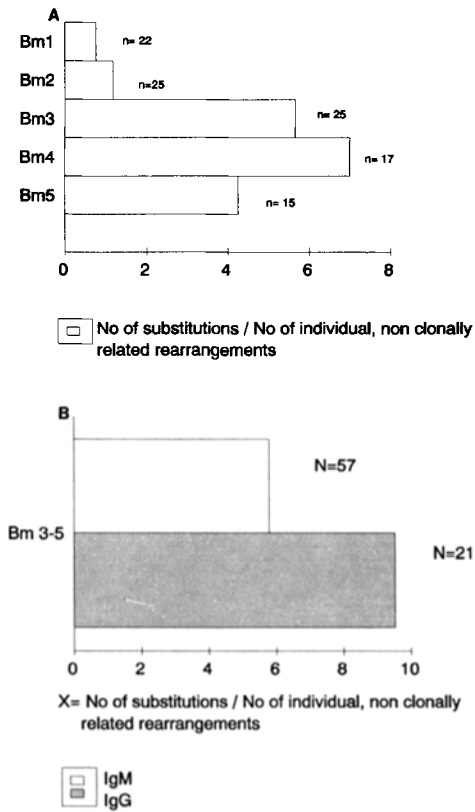 A
Bm1 n= 22
Bm2 n=25
Bm3 n= 25
Bm4 n= 17
Bm5 n= 15
0 2 4 6 8
No of substitutions / No of individual, non clonally
related rearrangements
B
N=57
Bm 3-5
N=21
0 2 4 6 8 10
X= No of substitutions / No of individual, non clonally
related rearrangements
IgM
IgG